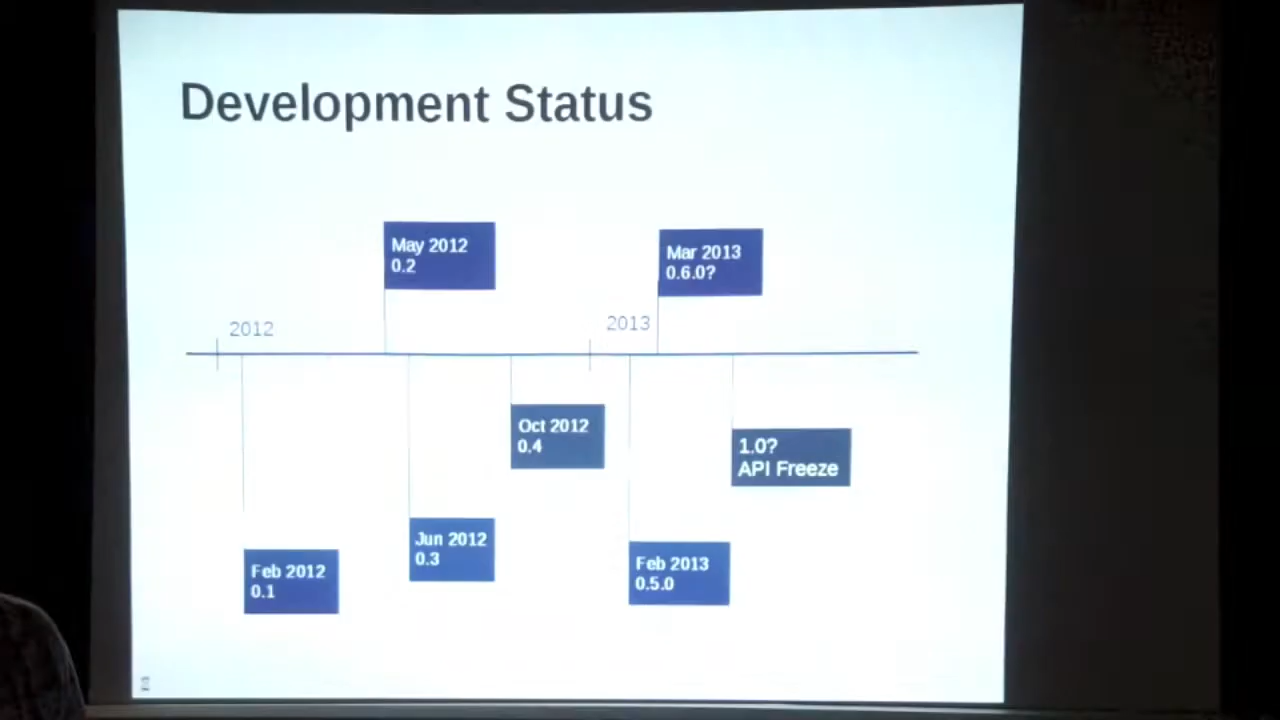 Development Status
May 2012
0.2
Mar 2013
0.6.0?
2012
2013
Oct 2012
0.4
1.0?
API Freeze
Jun 2012
0.3
Feb 2013
0.5.0
Feb 2012
0.1